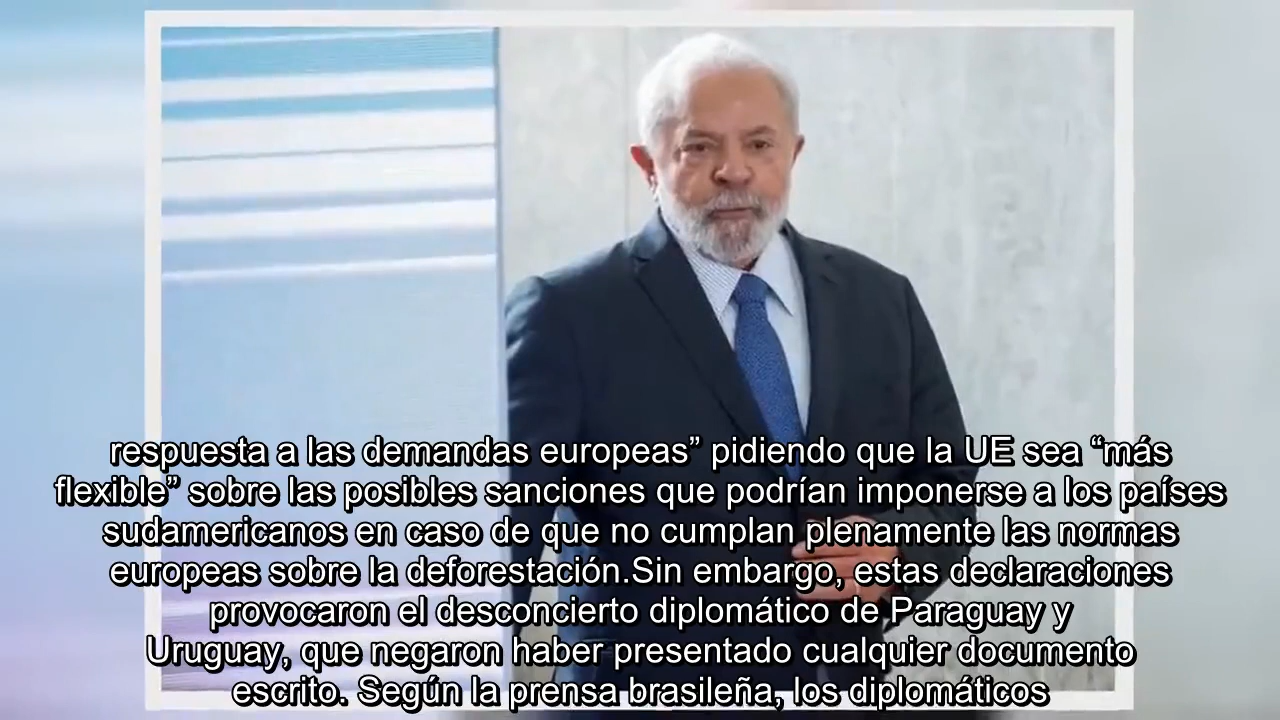 respuesta a las demandas europeas” pidiendo que la UE sea “más
flexible” sobre las posibles sanciones que podrían imponerse a los países
sudamericanos en caso de que no cumplan plenamente las normas
europeas sobre la deforestación.Sin embargo, estas declaraciones
provocaron el desconcierto diplomático de Paraguay y
Uruguay, que negaron haber presentado cualquier documento
escrito. Según la prensa brasileña, los diplomáticos